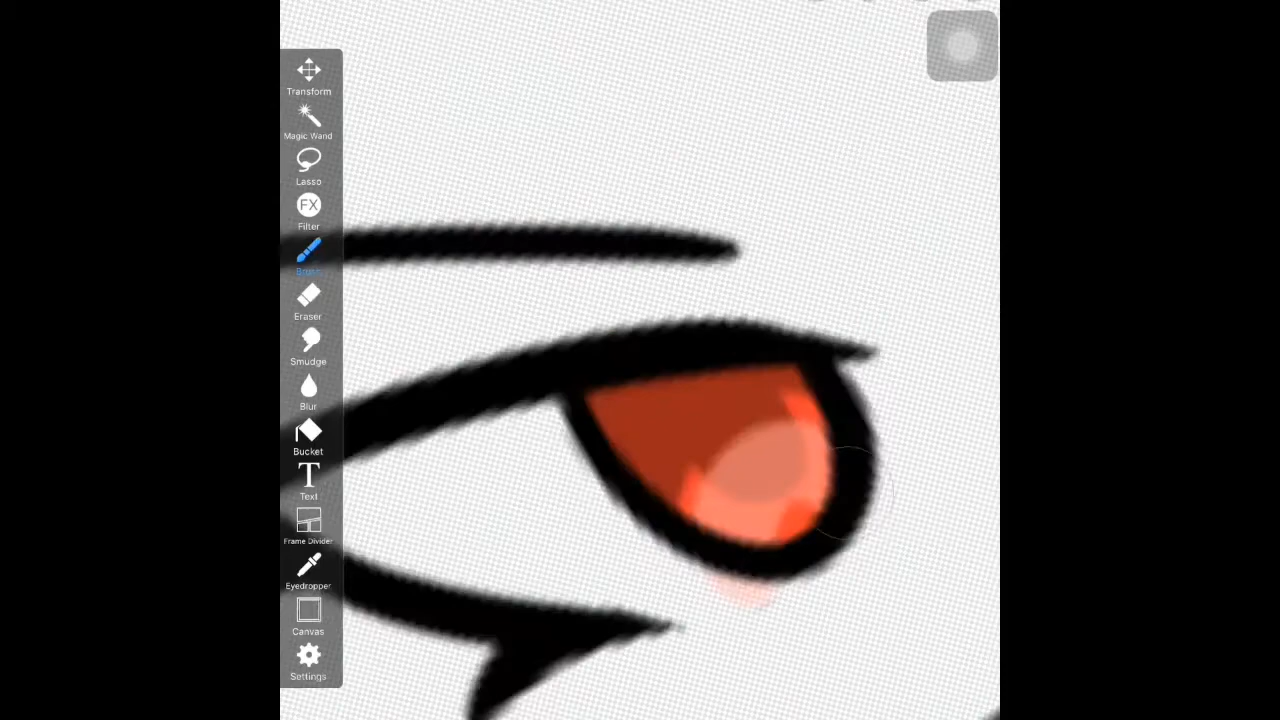 Transform
Magic Wand
Lasso
FX
Filter
Brush
Eraser
Smudge
Blur
Bucket
T
Text
Frame Divider
Eyedropper
Canvas
Settings